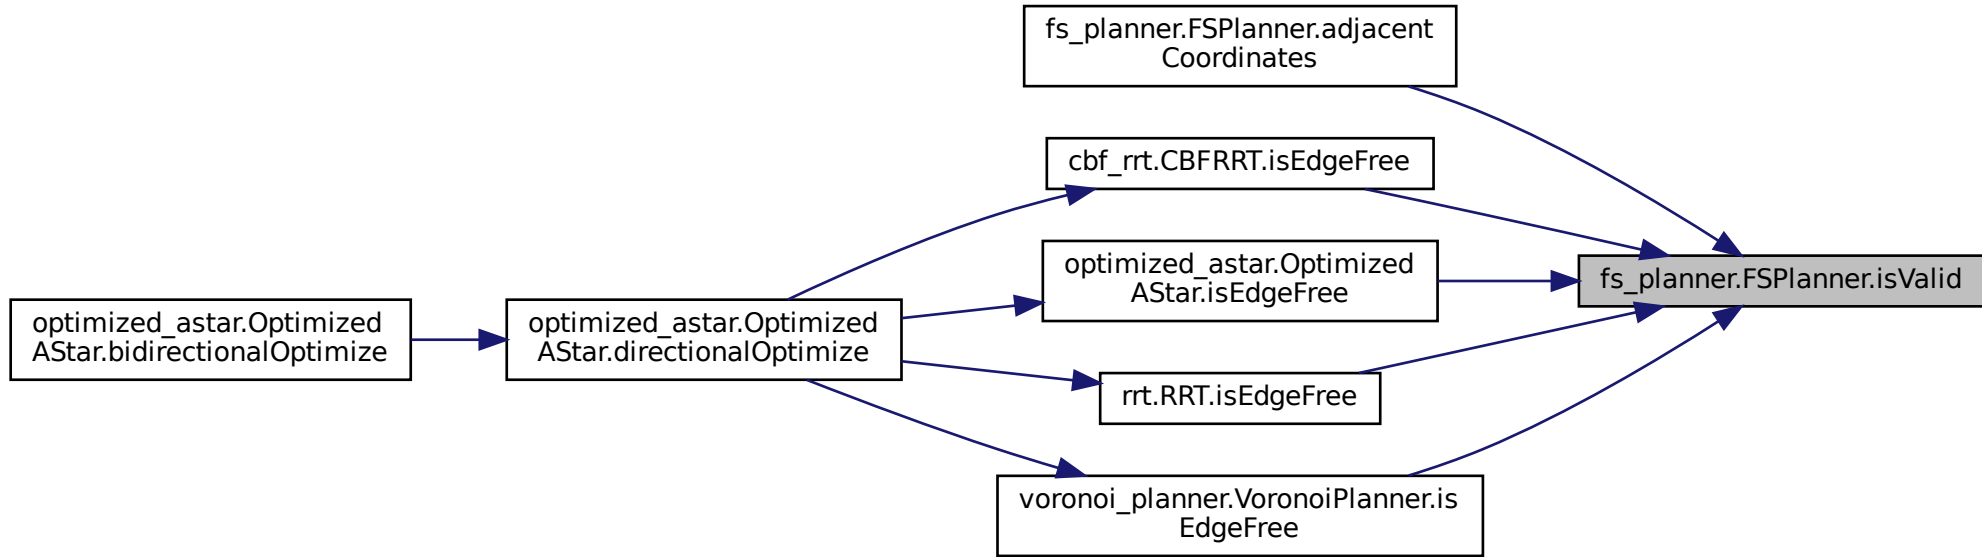 fs_planner.FSPlanner.adjacent
Coordinates
cbf_rrt.CBFRRT.isEdgeFree
optimized_astar.Optimized
AStar.isEdgeFree
fs_planner.FSPlanner.isValid
optimized_astar.Optimized
AStar.bidirectionalOptimize
optimized_astar.Optimized
AStar.directionalOptimize
rrt.RRT.isEdgeFree
voronoi_planner.VoronoiPlanner.is
EdgeFree